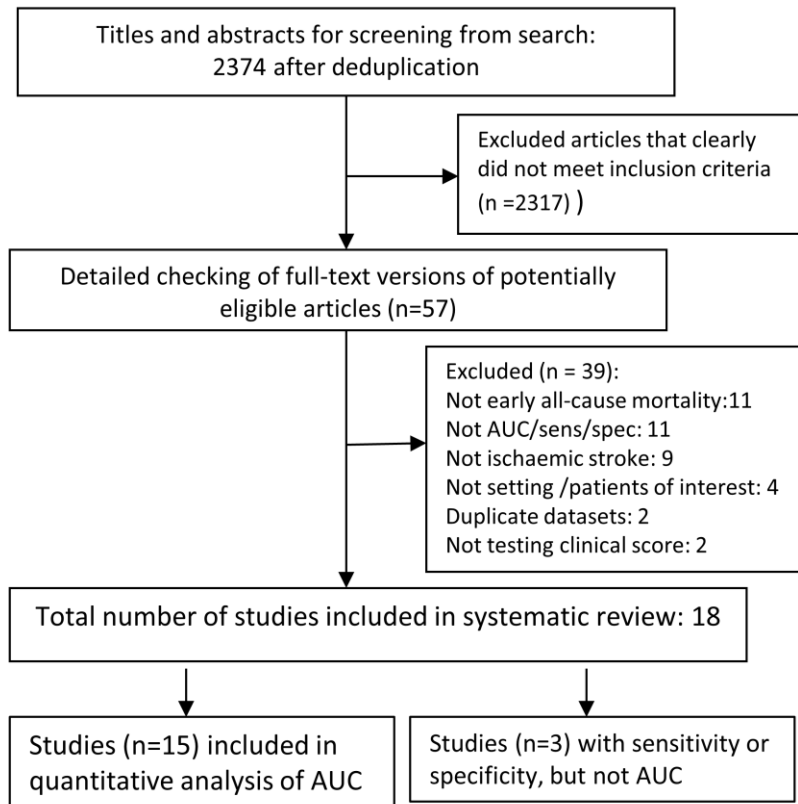 Titles and abstracts for screening from search:
2374 after deduplication
Excluded articles that clearly
did not meet inclusion criteria
(n =2317) )
Detailed checking of full-text versions of potentially
eligible articles (n=57)
Excluded (n = 39):
Not early all-cause mortality:11
Not AUC/sens/spec: 11
Not ischaemic stroke: 9
Not setting /patients of interest: 4
Duplicate datasets: 2
Not testing clinical score: 2
Total number of studies included in systematic review: 18
Studies (n=15) included in
quantitative analysis of AUC
Studies (n=3) with sensitivity or
specificity, but not AUC